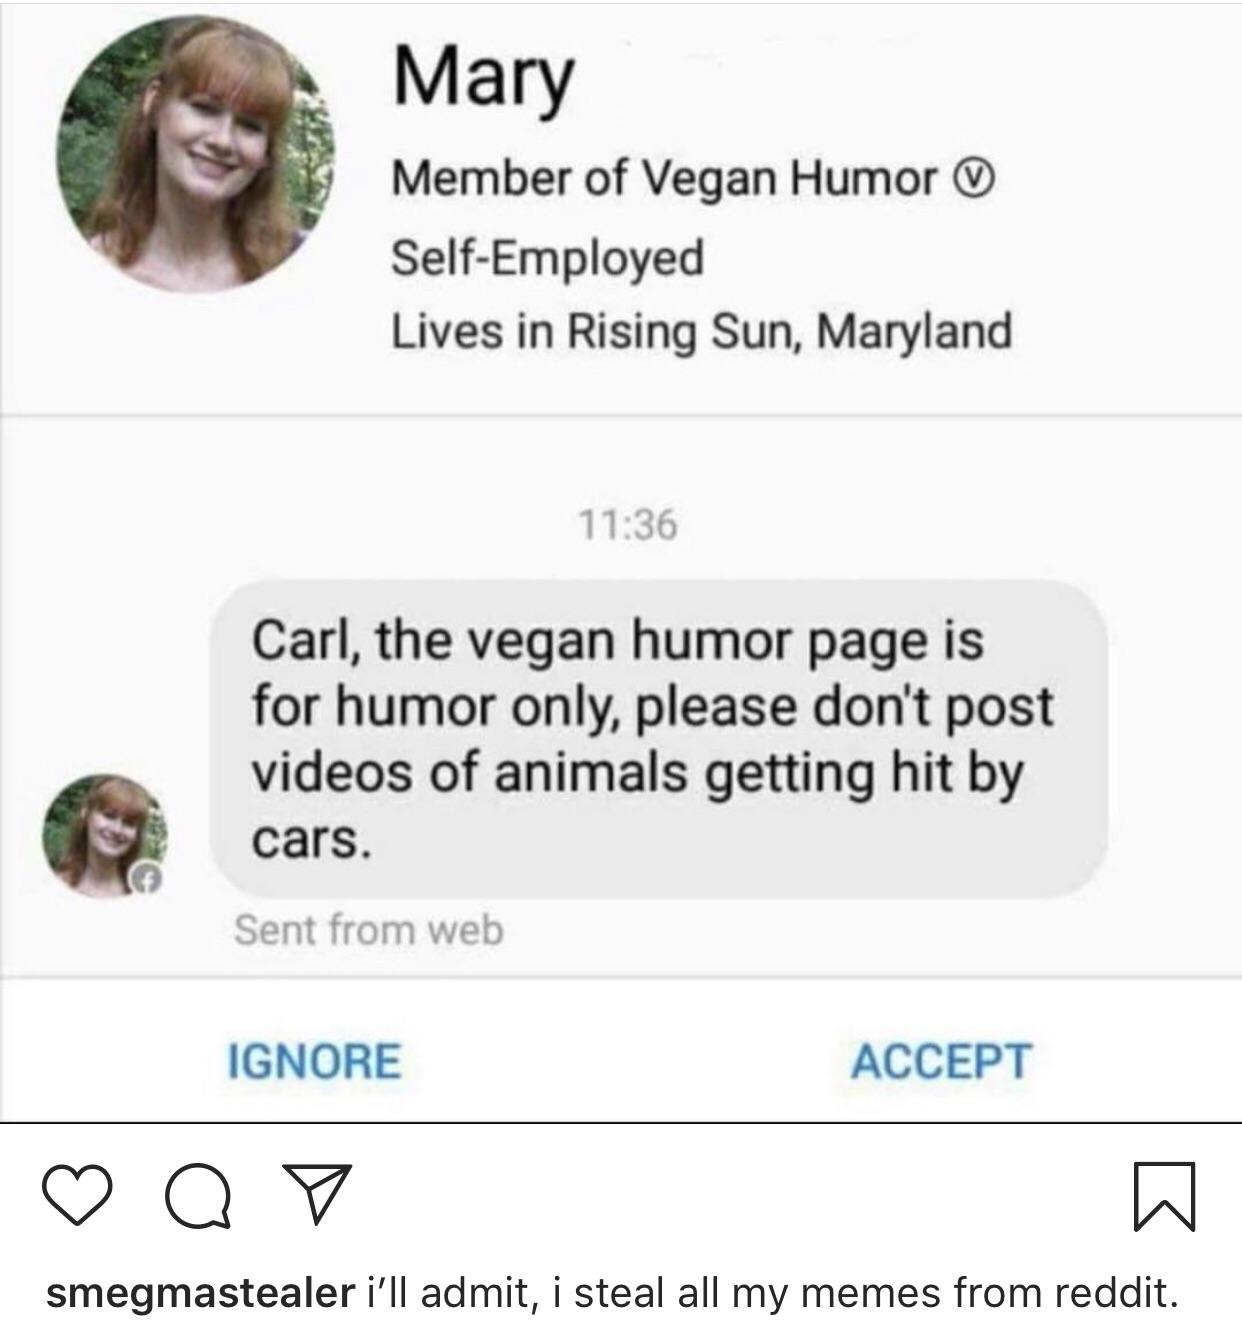 Mary
Member of Vegan Humor Ⓥ
Self-Employed
Lives in Rising Sun, Maryland
11:36
Carl, the vegan humor page is
for humor only, please don't post
videos of animals getting hit by
cars.
Sent from web
IGNORE ACCEPT
smegmastealer i’ll admit, i steal all my memes from reddit.